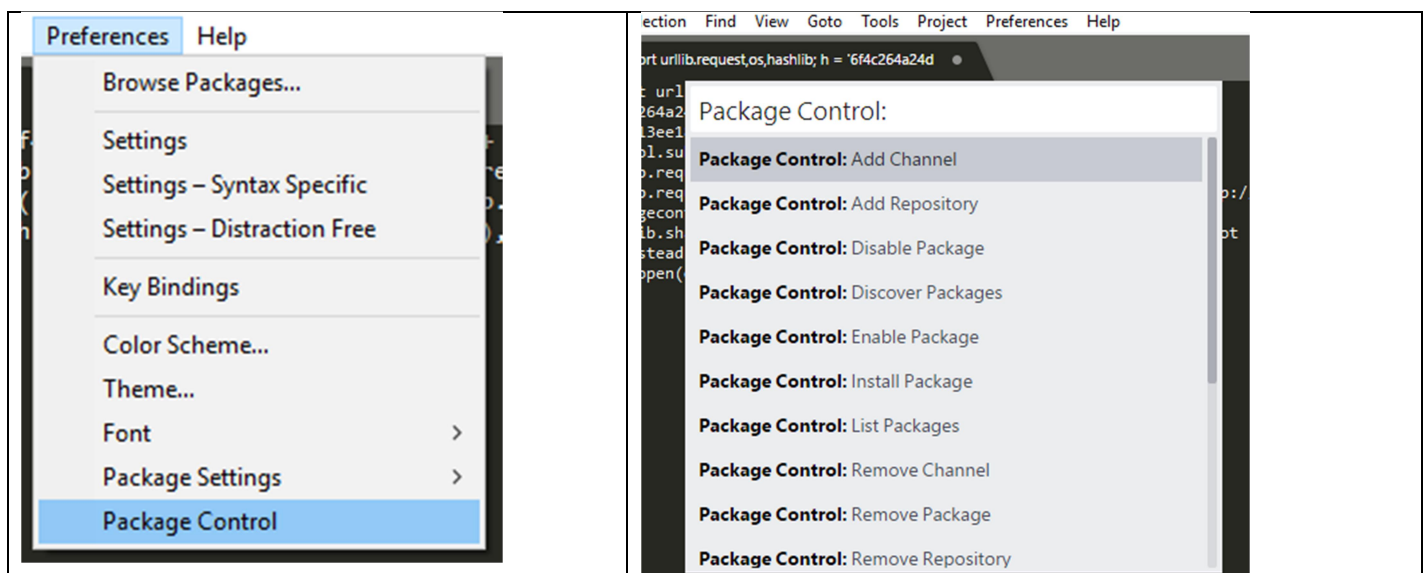 Preferences Help
Browse Packages...
Settings
Settings – Syntax Specific
Settings – Distraction Free
Key Bindings
Color Scheme...
Theme...
Font
Package Settings
Package Control
ection Find View Goto Tools Project Preferences Help
ort urllib.request,os,hashlib; h = '6f4c264a24d
Package Control:
Package Control: Add Channel
Package Control: Add Repository
Package Control: Disable Package
Package Control: Discover Packages
Package Control: Enable Package
Package Control: Install Package
Package Control: List Packages
Package Control: Remove Channel
Package Control: Remove Package
Package Control: Remove Repository